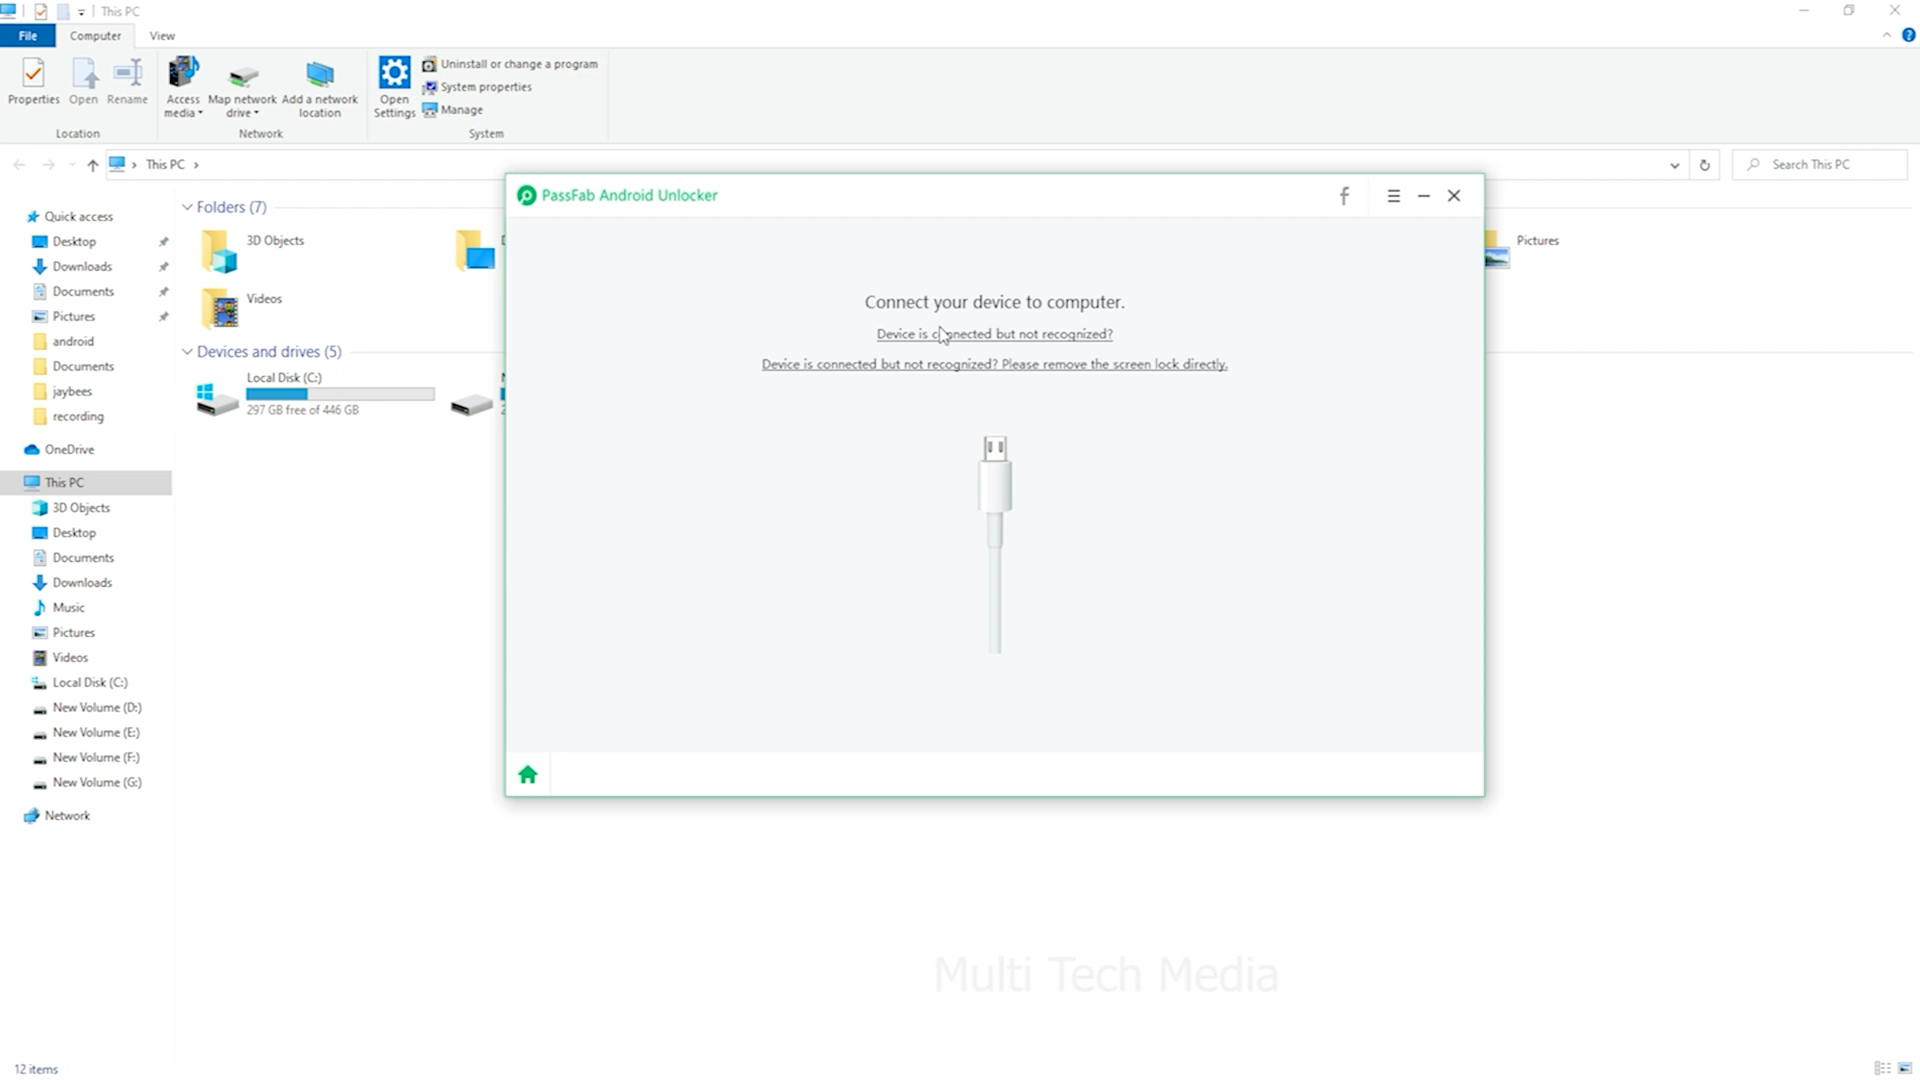 This PC
File
Computer
View
Properties
Open
Rename
Access media
Map network drive
Add a network location
Open Settings
Uninstall or change a program
System properties
Manage
Location
Network
System
This PC
Search This PC
Quick access
Desktop
Downloads
Documents
Pictures
android
Documents
jaybees
recording
OneDrive
This PC
3D Objects
Desktop
Documents
Downloads
Music
Pictures
Videos
Local Disk (C:)
New Volume (D:)
New Volume (E:)
New Volume (F:)
New Volume (G:)
Network
Folders (7)
3D Objects
Videos
Pictures
Devices and drives (5)
Local Disk (C:)
297 GB free of 446 GB
PassFab Android Unlocker
Connect your device to computer.
Device is connected but not recognized?
Device is connected but not recognized? Please remove the screen lock directly.
Multi Tech Media
12 items